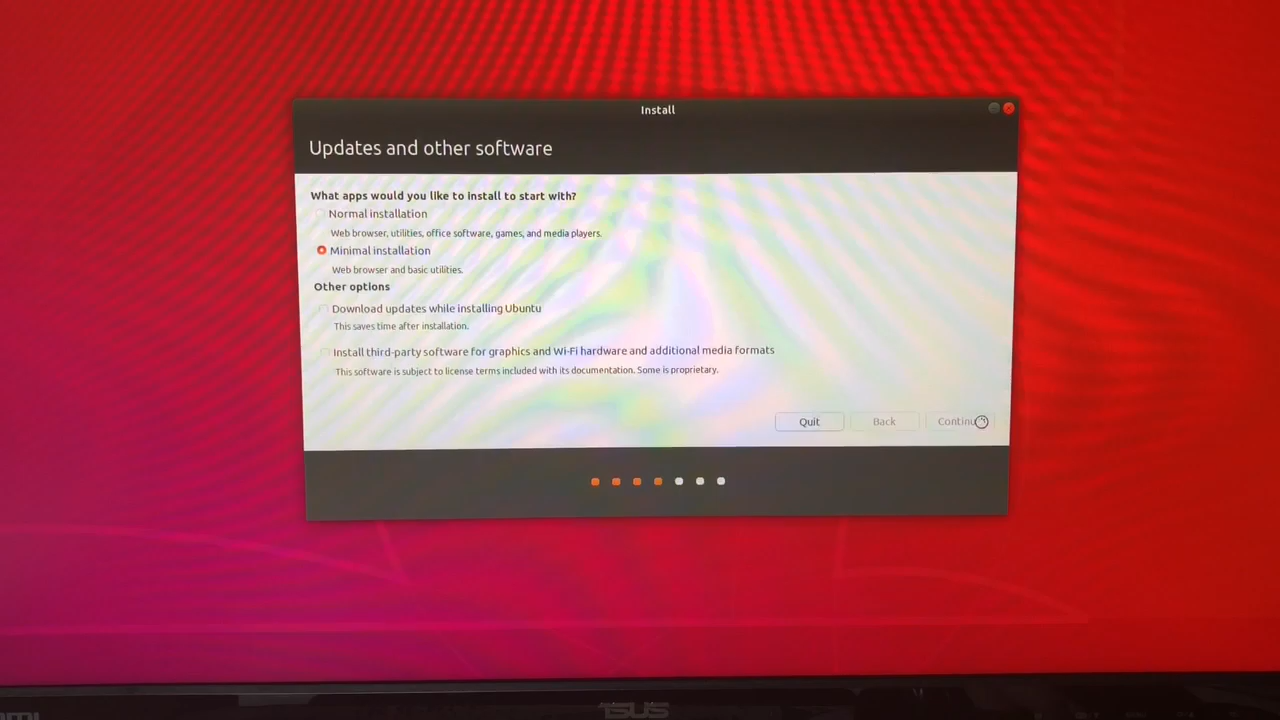 Install
Updates and other software
What apps would you like to install to start with?
Normal installation
Web browser, utilities, office software, games, and media players.
Minimal installation
Web browser and basic utilities.
Other options
Download updates while installing Ubuntu
This saves time after installation.
Install third-party software for graphics and Wi-Fi hardware and additional media formats
This software is subject to license terms included with its documentation. Some is proprietary.
Quit Back Continu
ASUS